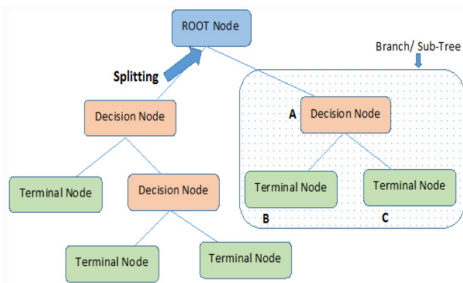 ROOT Node
Branch/ Sub-Tree
Splitting
Decision Node
A
Decision Node
Terminal Node
Decision Node
Terminal Node
Terminal Node
B
C
Terminal Node
Terminal Node